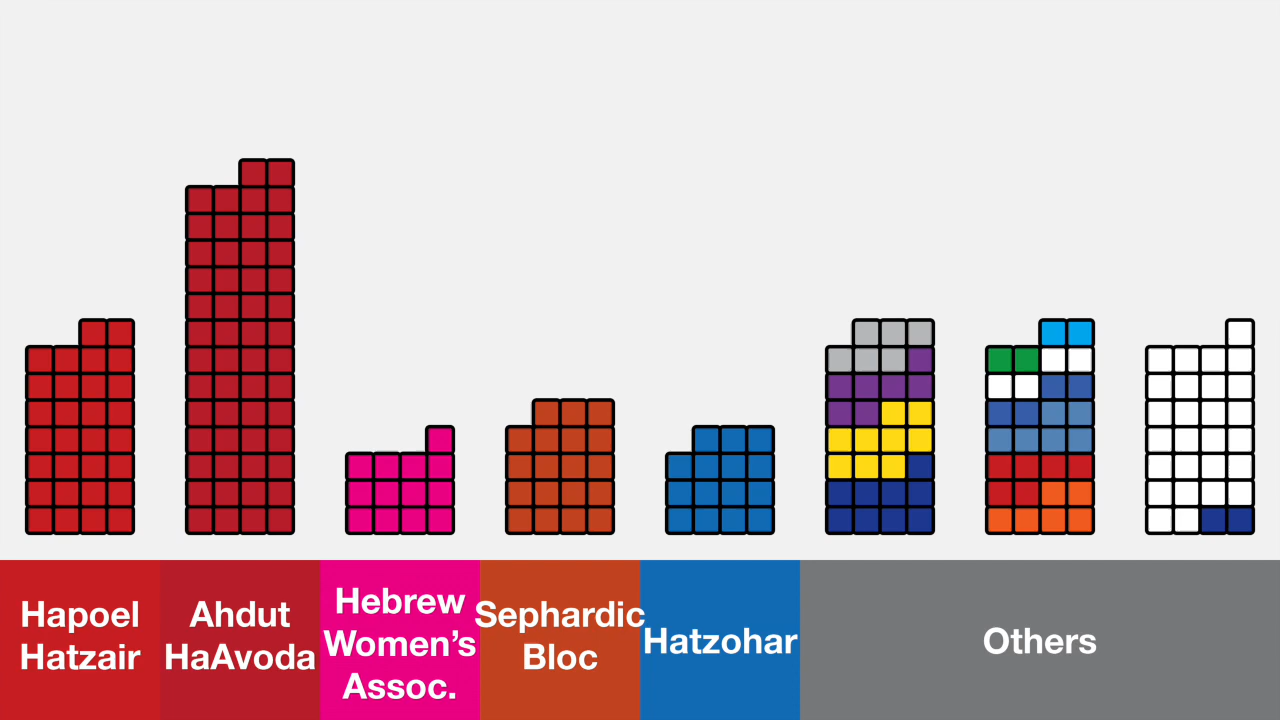 Hapoel
Hatzair
Ahdut
HaAvoda
Hebrew
Women’s
Assoc.
Sephardic
Bloc
Hatzohar
Others